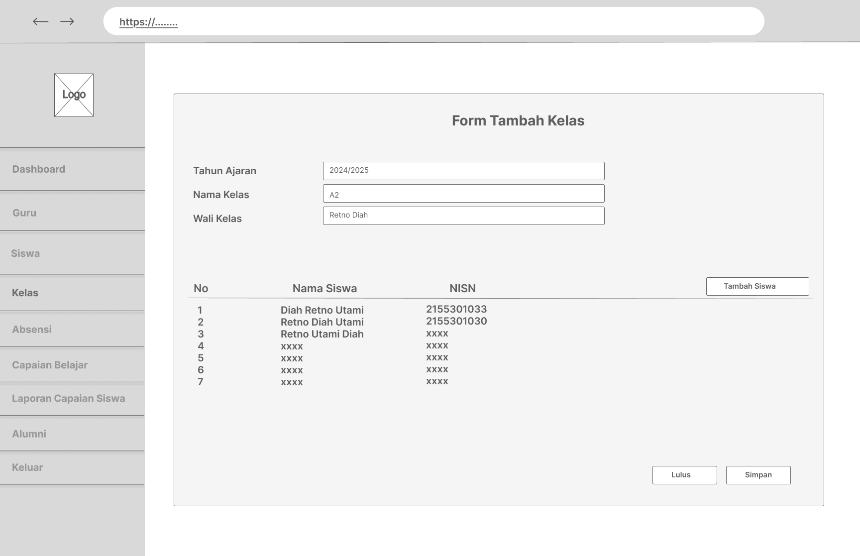 https://........
Logo
Dashboard
Guru
Siswa
Kelas
Absensi
Capaian Belajar
Laporan Capaian Siswa
Alumni
Keluar
Form Tambah Kelas
Tahun Ajaran 2024/2025
Nama Kelas A2
Wali Kelas Retno Diah
No Nama Siswa NISN Tambah Siswa
1 Diah Retno Utami 2155301033
2 Retno Diah Utami 2155301030
3 Retno Utami Diah xxxx
4 xxxx xxxx
5 xxxx xxxx
6 xxxx xxxx
7 xxxx xxxx
Lulus Simpan